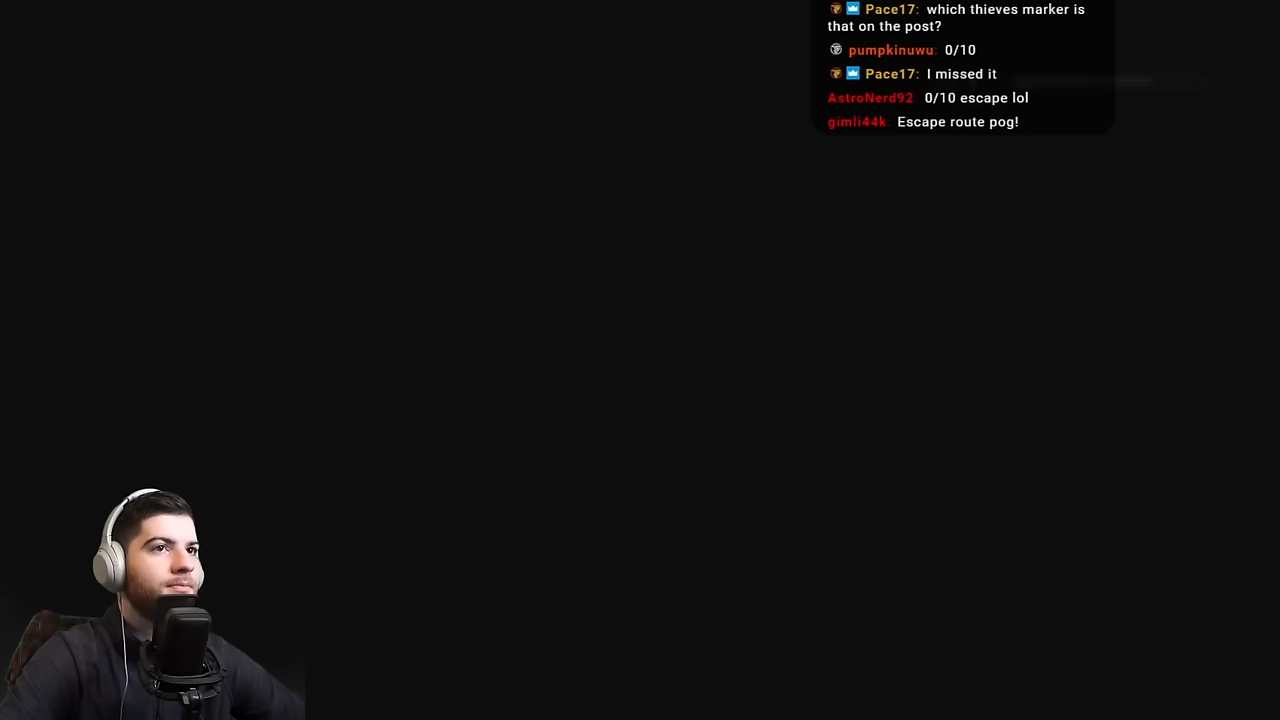 Pace17: which thieves marker is
that on the post?
pumpkinuwu: 0/10
Pace17: I missed it
AstroNerd92: 0/10 escape lol
gimli44k: Escape route pog!